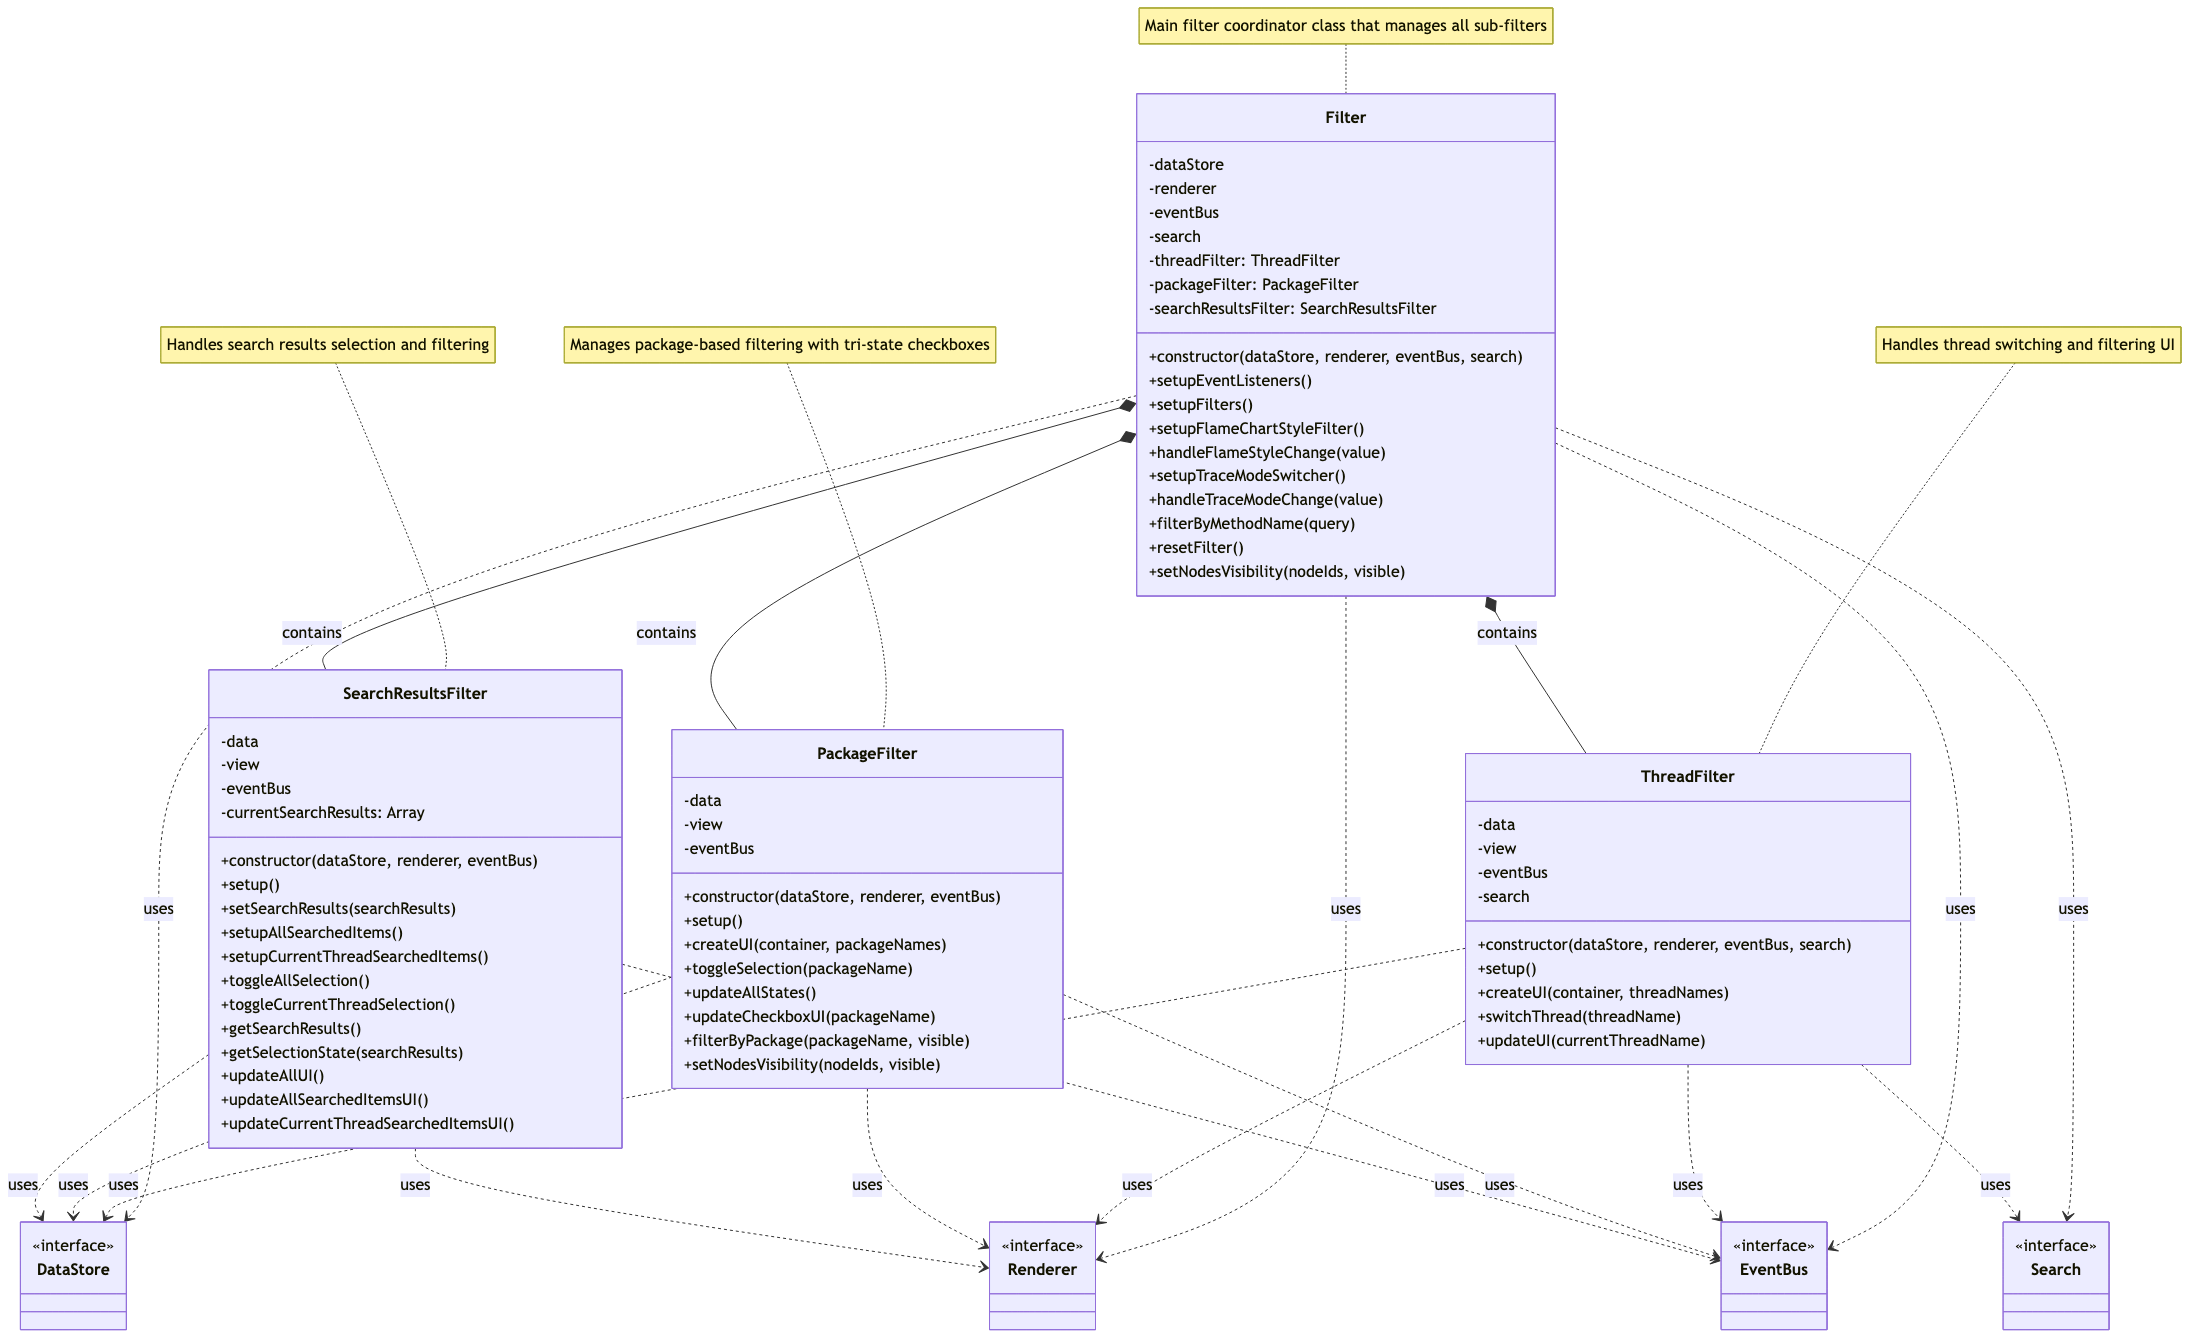 Main filter coordinator class that manages all sub-filters
Filter
-dataStore
-renderer
-eventBus
-search
-threadFilter: ThreadFilter
-packageFilter: PackageFilter
-searchResultsFilter: SearchResultsFilter
+constructor(dataStore, renderer, eventBus, search)
+setupEventListeners()
+setupFilters()
+setupFlameChartStyleFilter()
+handleFlameStyleChange(value)
+setupTraceModeSwitcher()
+handleTraceModeChange(value)
+filterByMethodName(query)
+resetFilter()
+setNodesVisibility(nodeIds, visible)
Handles search results selection and filtering
Manages package-based filtering with tri-state checkboxes
Handles thread switching and filtering UI
contains
contains
contains
SearchResultsFilter
-data
-view
-eventBus
-currentSearchResults: Array
+constructor(dataStore, renderer, eventBus)
+setup()
+setSearchResults(searchResults)
+setupAllSearchedItems()
+setupCurrentThreadSearchedItems()
+toggleAllSelection()
+toggleCurrentThreadSelection()
+getSearchResults()
+getSelectionState(searchResults)
+updateAllUI()
+updateAllSearchedItemsUI()
+updateCurrentThreadSearchedItemsUI()
PackageFilter
-data
-view
-eventBus
+constructor(dataStore, renderer, eventBus)
+setup()
+createUI(container, packageNames)
+toggleSelection(packageName)
+updateAllStates()
+updateCheckboxUI(packageName)
+filterByPackage(packageName, visible)
+setNodesVisibility(nodeIds, visible)
ThreadFilter
-data
-view
-eventBus
-search
+constructor(dataStore, renderer, eventBus, search)
+setup()
+createUI(container, threadNames)
+switchThread(threadName)
+updateUI(currentThreadName)
uses
uses
uses
uses
uses
uses
uses
uses
uses
uses
uses
uses
uses
uses
«interface»
DataStore
«interface»
Renderer
«interface»
EventBus
«interface»
Search